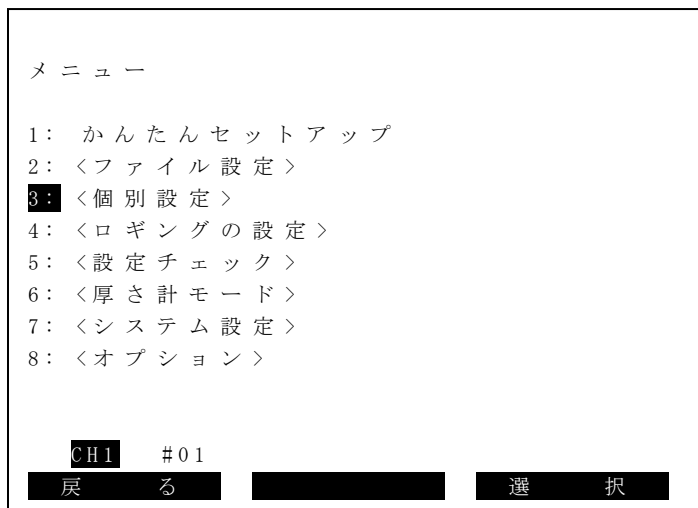 メニュー
1: かんたんセットアップ
2: <ファイル設定>
3: <個別設定>
4: <ロギングの設定>
5: <設定チェック>
6: <厚さ計モード>
7: <システム設定>
8: <オプション>
CH1 #01
戻る 選択